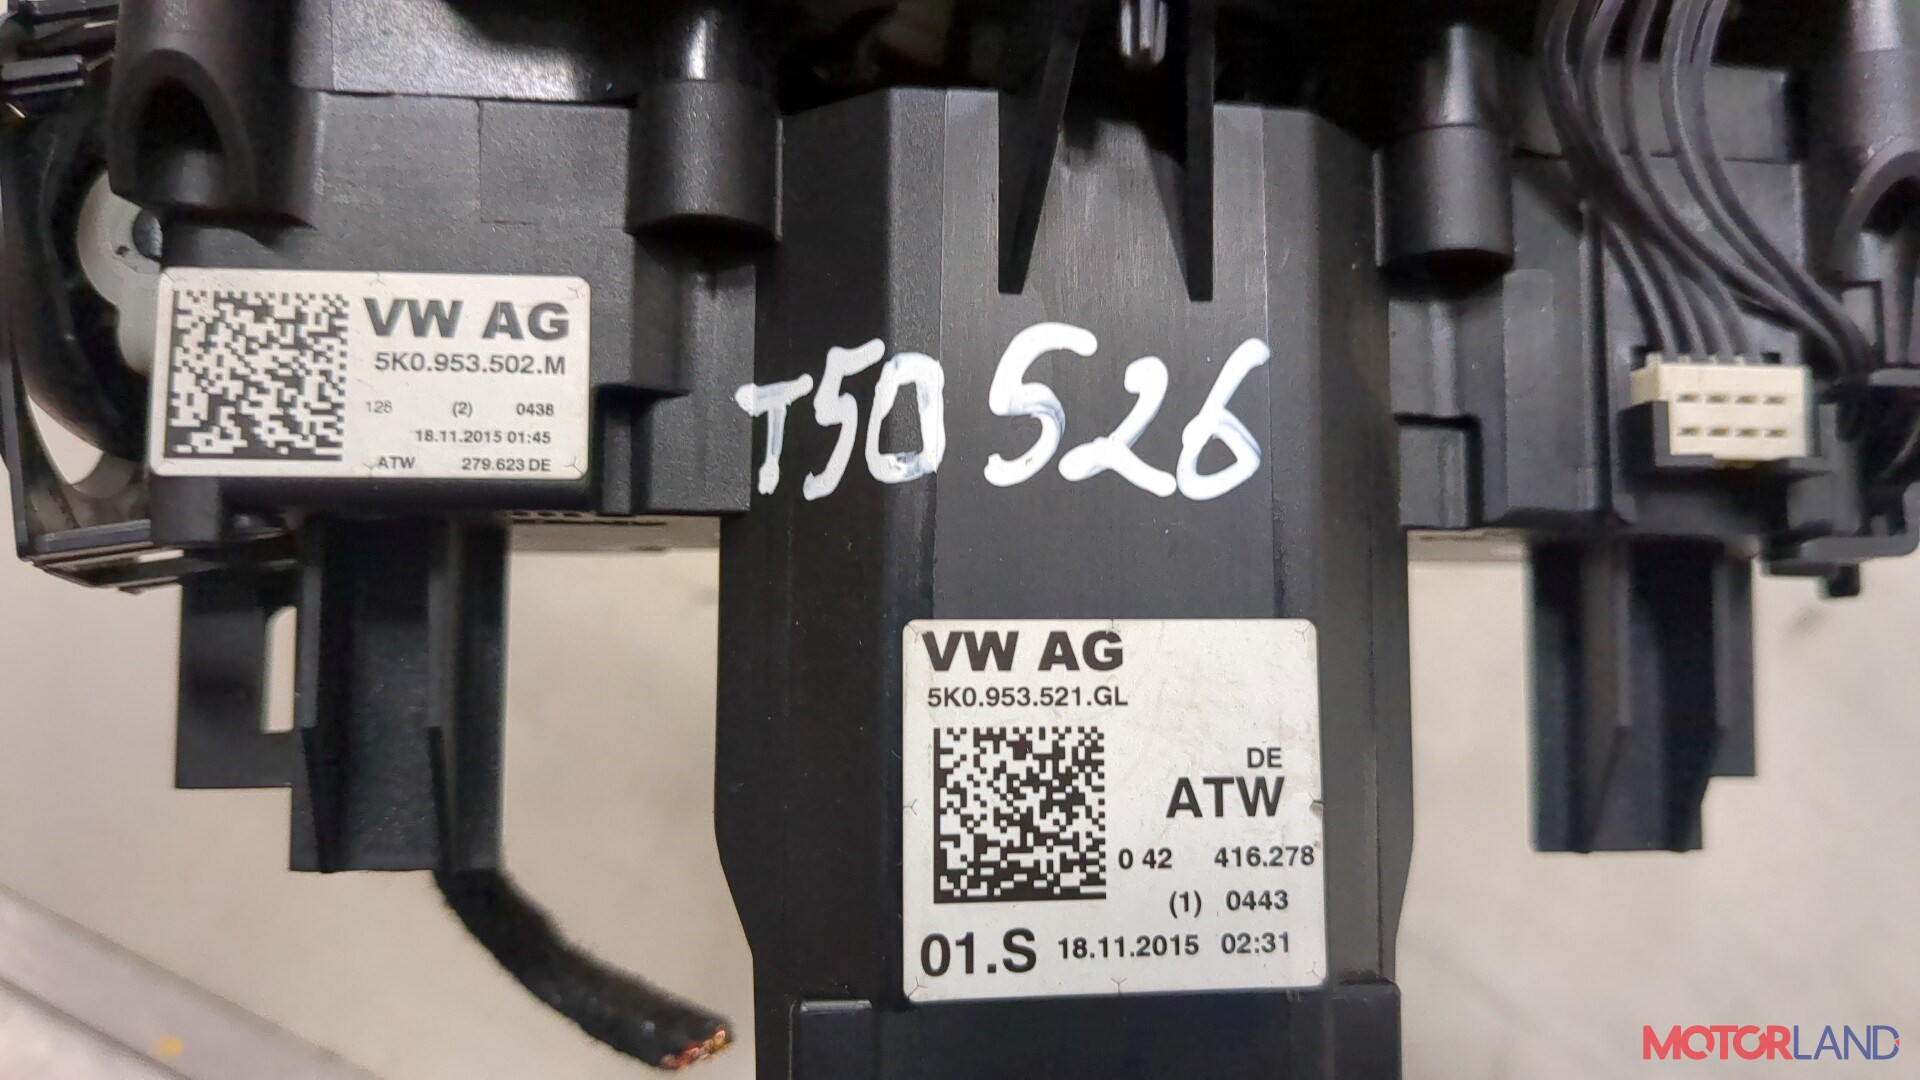 VW AG
5K0.953.502.M
128 (2) 0438
18.11.2015 01:45
ATW 279.623 DE
T50 526
VW AG
5K0.953.521.GL
DE
ATW
0 42 416.278
(1) 0443
01.S 18.11.2015 02:31
MOTORLAND